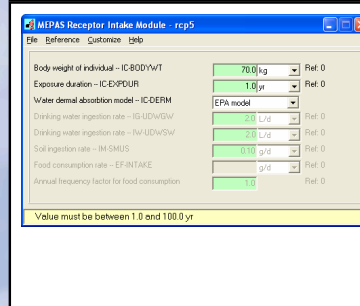 MEPAS Receptor Intake Module - rcp5
File Reference Customize Help
Body weight of individual -- IC-BODYWT 70.0 kg Ref: 0
Exposure duration -- IC-EXPDUR 1.0 yr Ref: 0
Water dermal absorbtion model -- IC-DERM EPA model
Drinking water ingestion rate -- IG-UDWGW 2.0 L/d Ref: 0
Drinking water ingestion rate -- IW-UDWSW 2.0 L/d Ref: 0
Soil ingestion rate -- IM-SMUS 0.10 g/d Ref: 0
Food consumption rate -- EF-INTAKE g/d Ref: 0
Annual frequency factor for food consumption 1.0 Ref: 0
Value must be between 1.0 and 100.0 yr